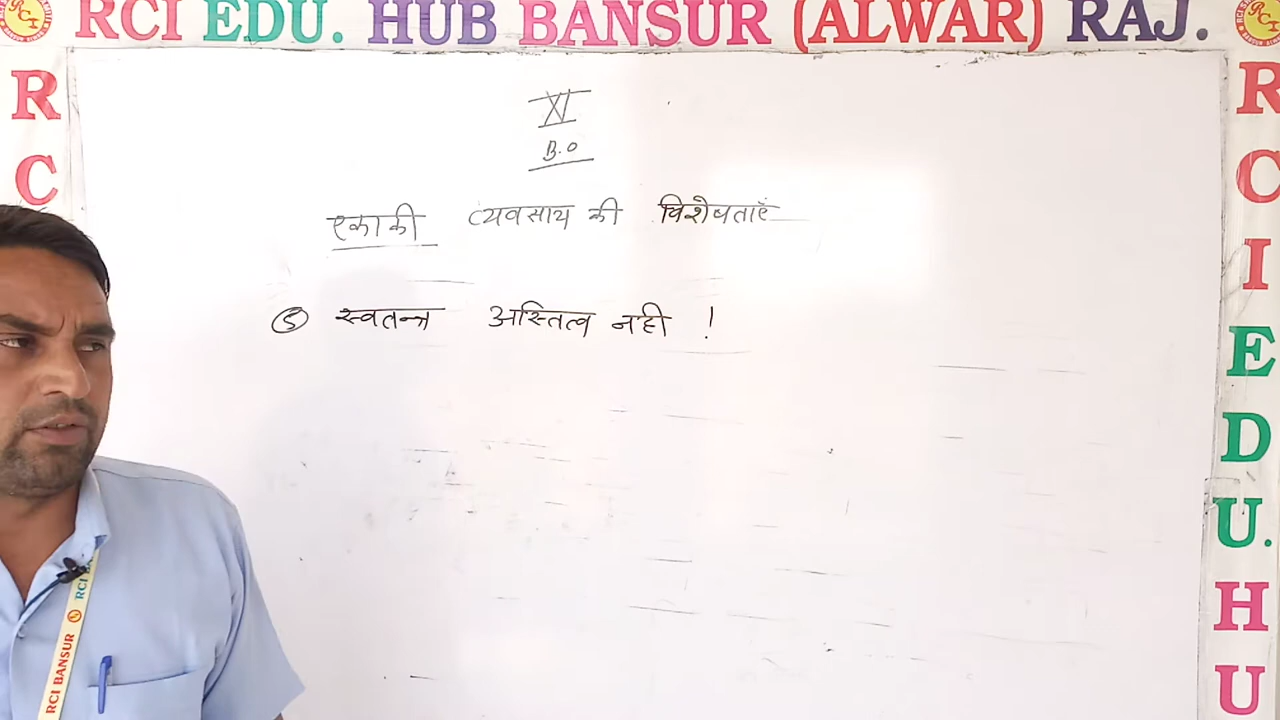 RCI EDU. HUB BANSUR (ALWAR) RAJ.
R
C
XI
B.O
एकाकी व्यवसाय की विशेषताएँ
5 स्वतन्त्र अस्तित्व नही !
RCI BANSUR
R
C
I
E
D
U.
H
U